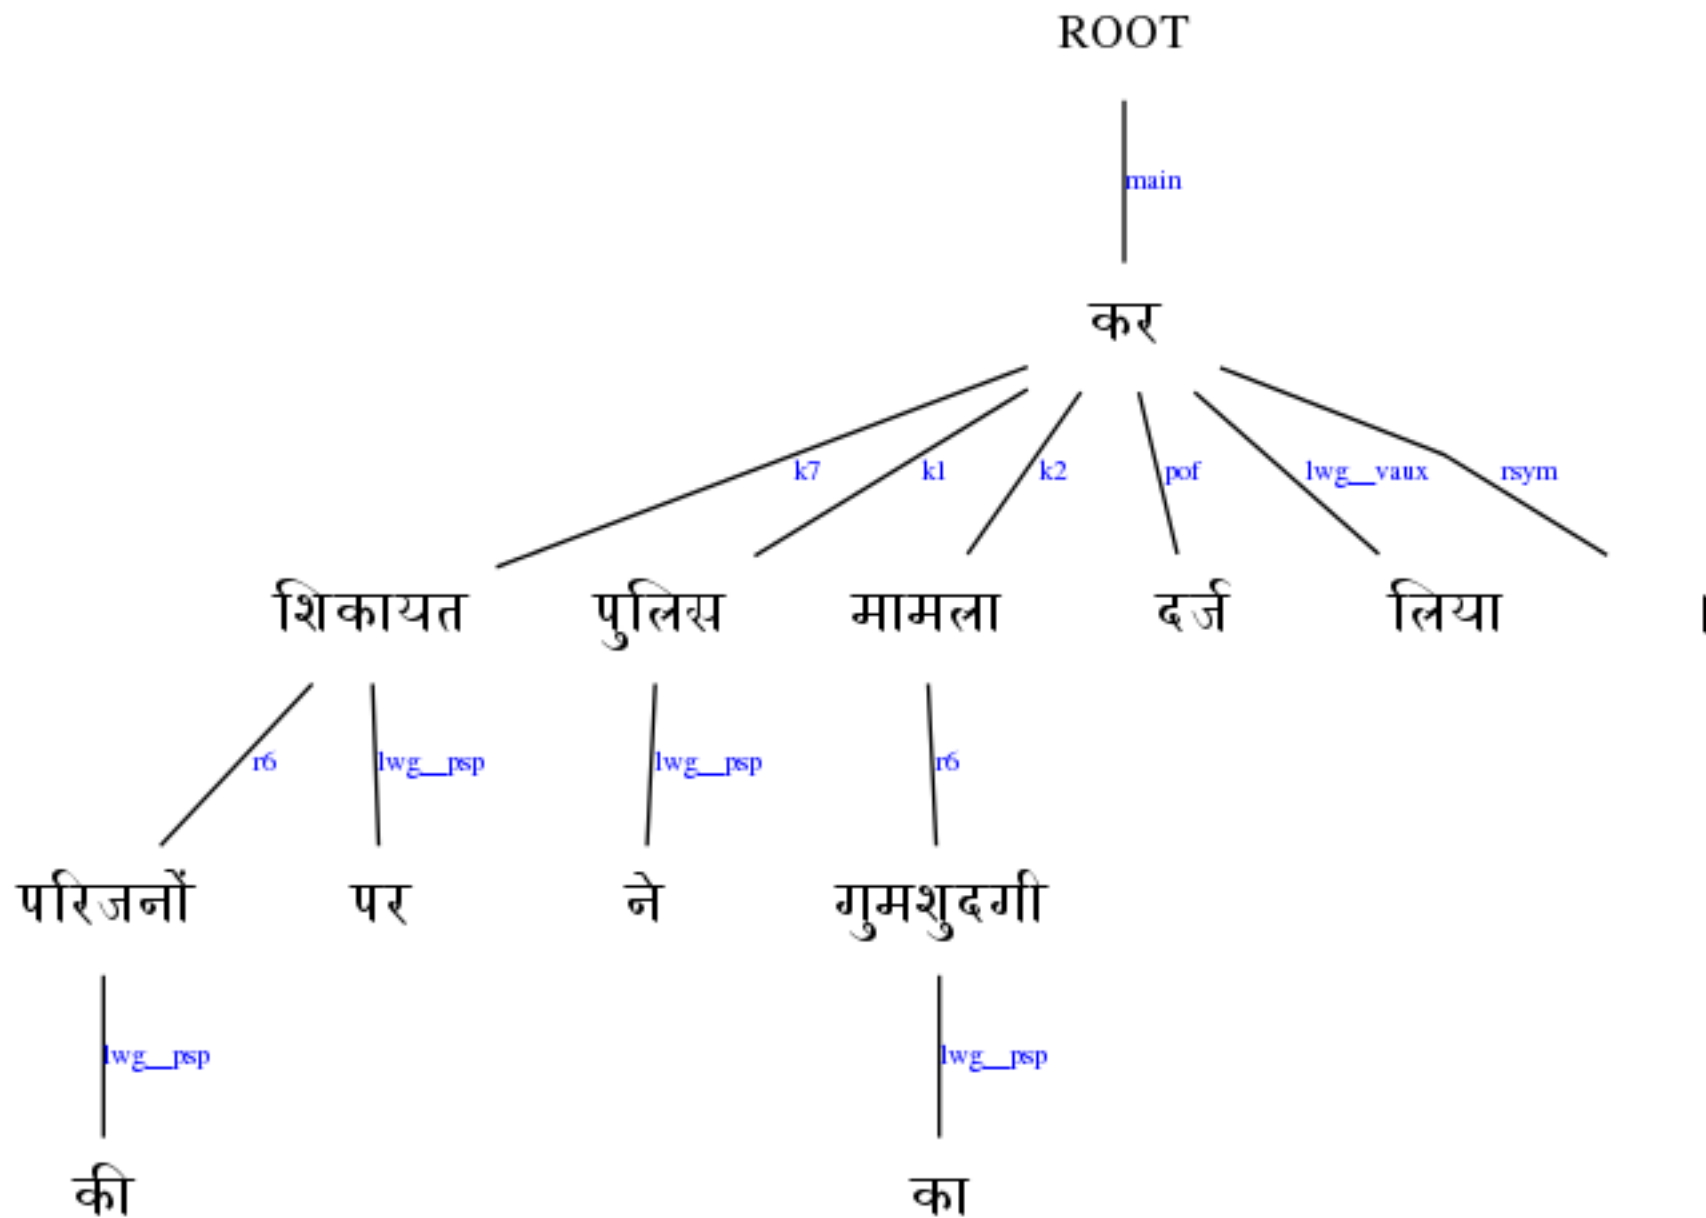 ROOT
main
कर
k7 k1 k2 pof lwg__vaux rsym
शिकायत पुलिस मामला दर्ज लिया ।
r6 lwg__psp lwg__psp r6
परिजनों पर ने गुमशुदगी
lwg__psp lwg__psp
की का